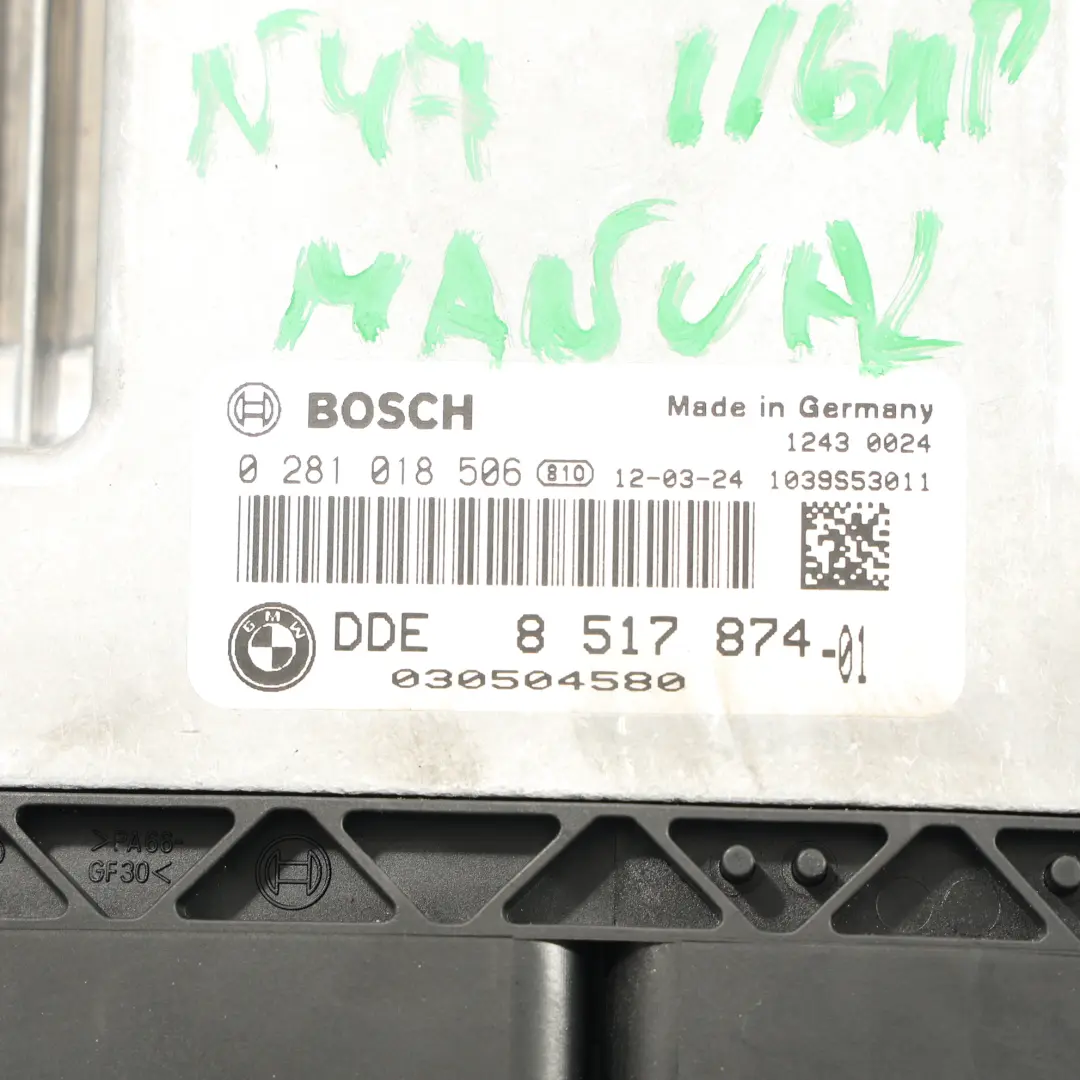 N47 116HP
MANUAL
BOSCH
Made in Germany
1243 0024
0 281 018 506 810 12-03-24 1039S53011
BMW DDE 8 517 874-01
030504580
>PA66-
GF30<